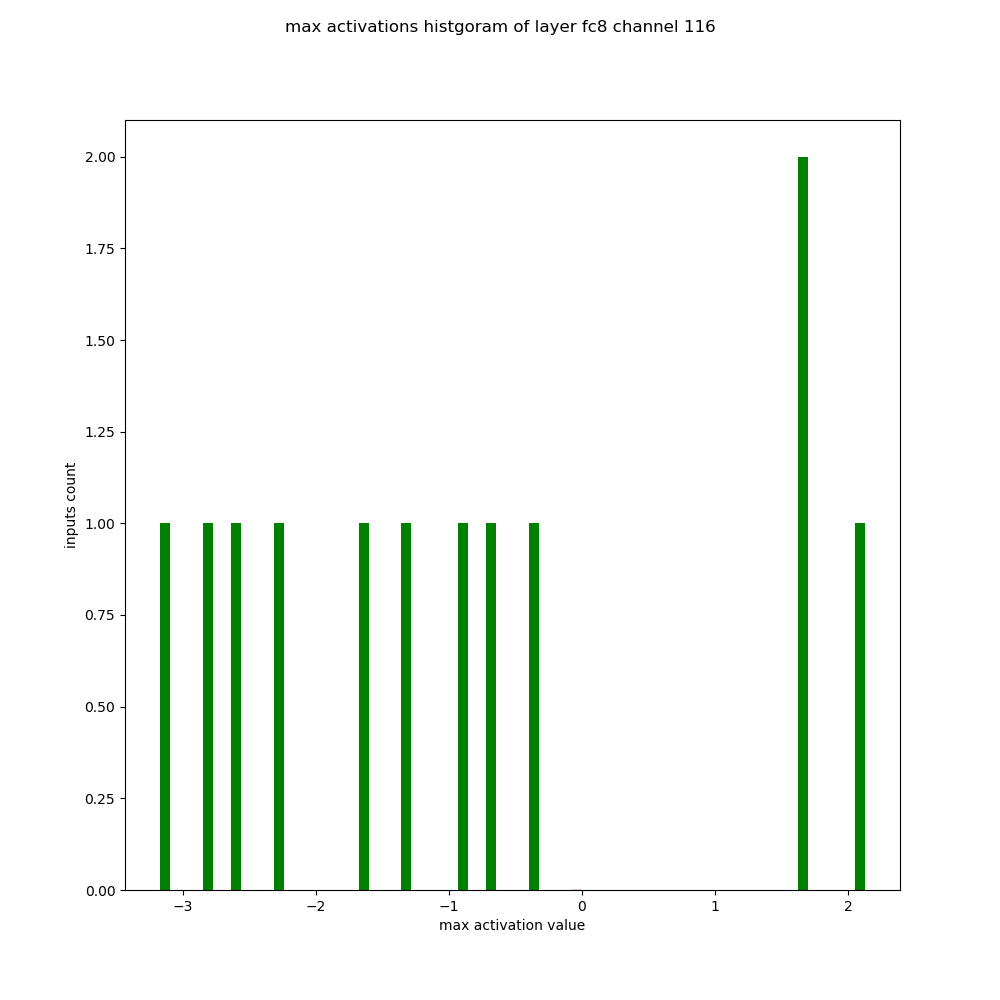 max activations histgoram of layer fc8 channel 116
2.00
1.75
1.50
1.25
1.00
0.75
0.50
0.25
0.00
inputs count
−3 −2 −1 0 1 2
max activation value